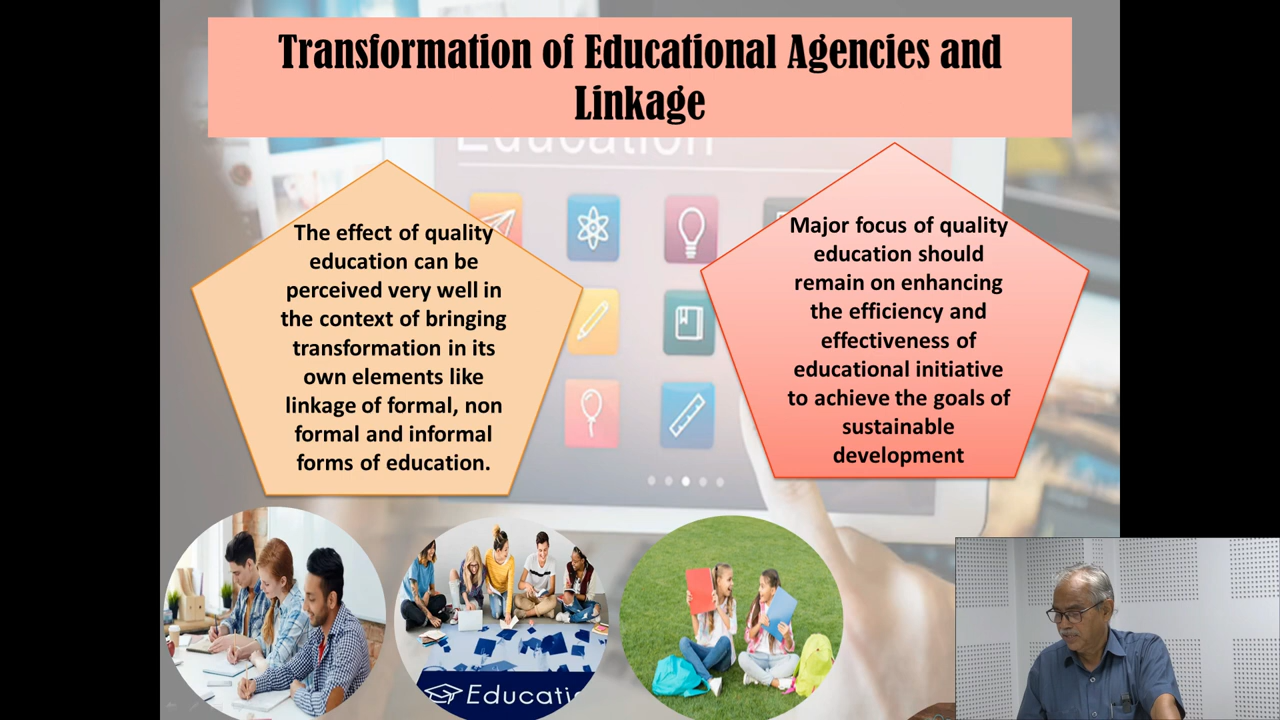 Transformation of Educational Agencies and
Linkage
Education
The effect of quality
education can be
perceived very well in
the context of bringing
transformation in its
own elements like
linkage of formal, non
formal and informal
forms of education.
Major focus of quality
education should
remain on enhancing
the efficiency and
effectiveness of
educational initiative
to achieve the goals of
sustainable
development
Educatio